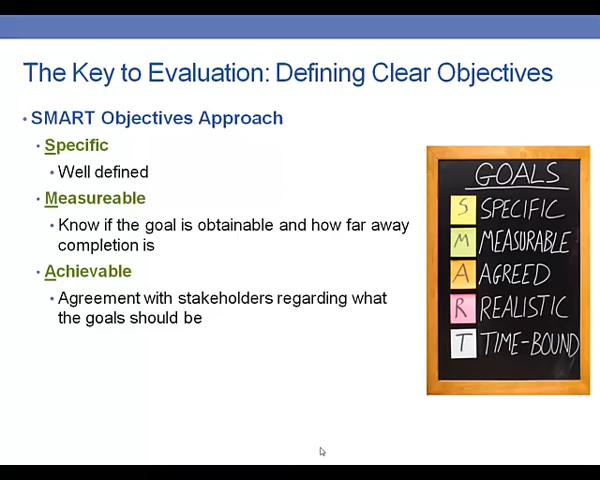 The Key to Evaluation: Defining Clear Objectives
• SMART Objectives Approach
• Specific
• Well defined
• Measureable
• Know if the goal is obtainable and how far away
completion is
• Achievable
• Agreement with stakeholders regarding what
the goals should be
GOALS
S SPECIFIC
M MEASURABLE
A AGREED
R REALISTIC
T TIME-BOUND